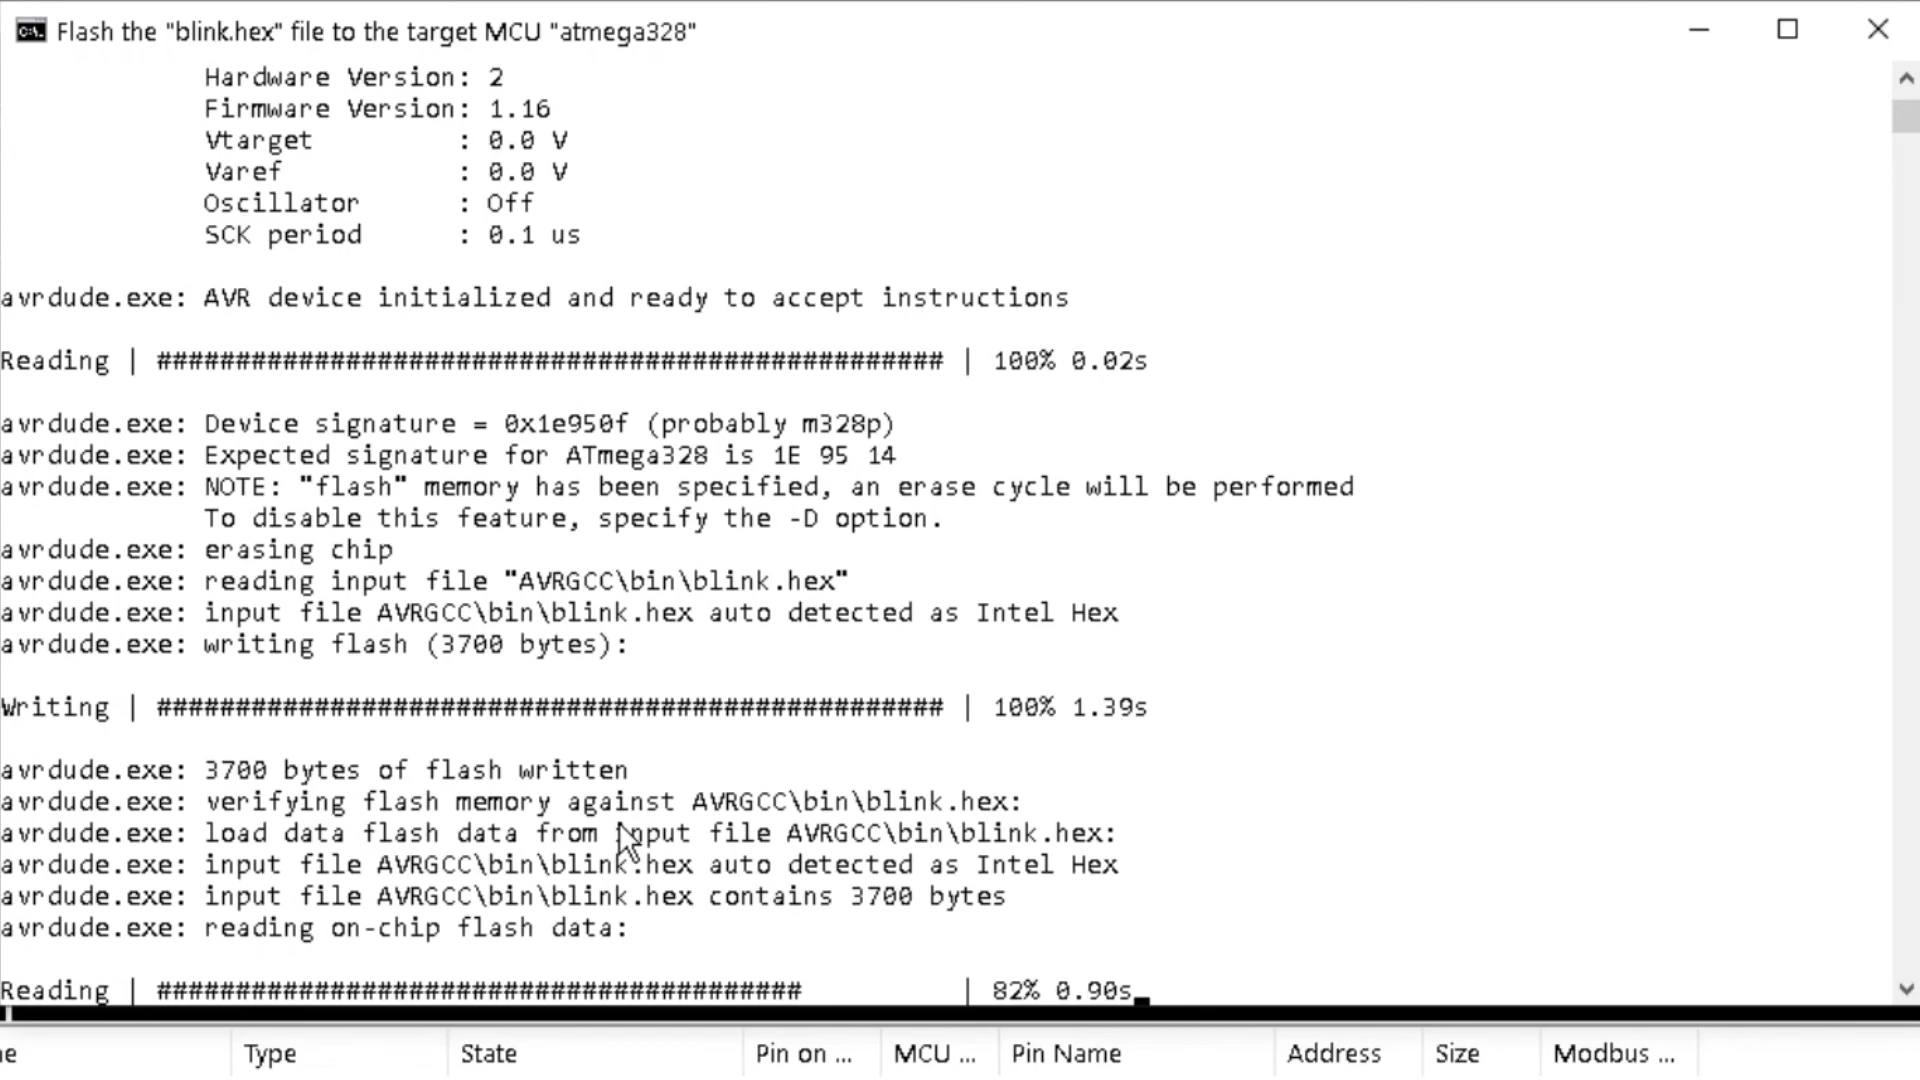 Flash the "blink.hex" file to the target MCU "atmega328"
Hardware Version: 2
Firmware Version: 1.16
Vtarget : 0.0 V
Varef : 0.0 V
Oscillator : Off
SCK period : 0.1 us
avrdude.exe: AVR device initialized and ready to accept instructions
Reading | ################################################## | 100% 0.02s
avrdude.exe: Device signature = 0x1e950f (probably m328p)
avrdude.exe: Expected signature for ATmega328 is 1E 95 14
avrdude.exe: NOTE: "flash" memory has been specified, an erase cycle will be performed
To disable this feature, specify the -D option.
avrdude.exe: erasing chip
avrdude.exe: reading input file "AVRGCC\bin\blink.hex"
avrdude.exe: input file AVRGCC\bin\blink.hex auto detected as Intel Hex
avrdude.exe: writing flash (3700 bytes):
Writing | ################################################## | 100% 1.39s
avrdude.exe: 3700 bytes of flash written
avrdude.exe: verifying flash memory against AVRGCC\bin\blink.hex:
avrdude.exe: load data flash data from input file AVRGCC\bin\blink.hex:
avrdude.exe: input file AVRGCC\bin\blink.hex auto detected as Intel Hex
avrdude.exe: input file AVRGCC\bin\blink.hex contains 3700 bytes
avrdude.exe: reading on-chip flash data:
Reading | ######################################### | 82% 0.90s
Type State Pin on ... MCU ... Pin Name Address Size Modbus ...